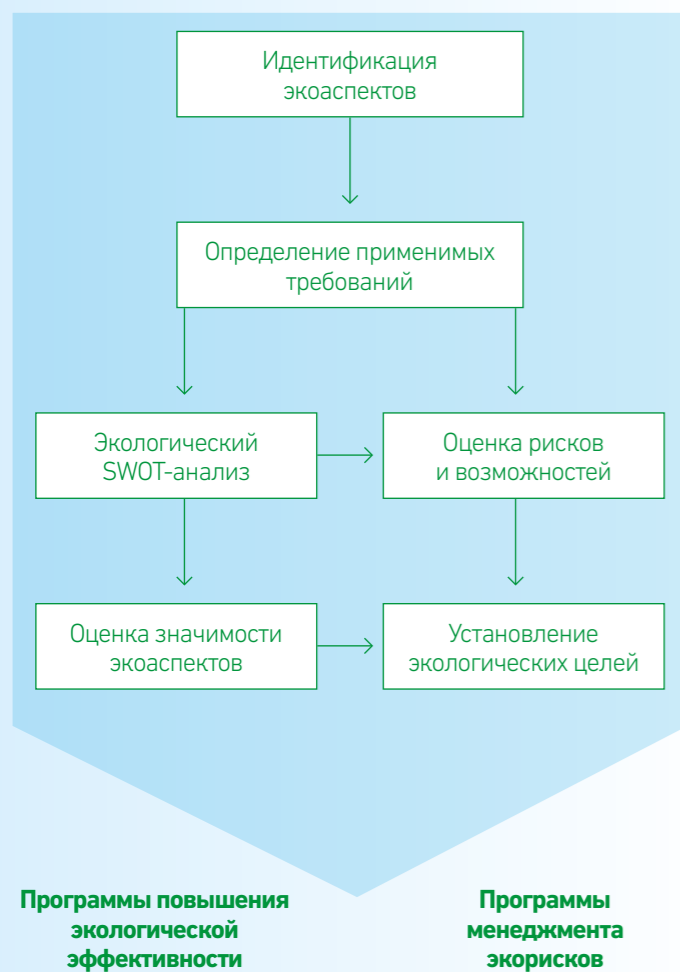 Идентификация
экоаспектов
Определение применимых
требований
Экологический
SWOT-анализ
Оценка рисков
и возможностей
Оценка значимости
экоаспектов
Установление
экологических целей
Программы повышения
экологической
эффективности
Программы
менеджмента
экорисков